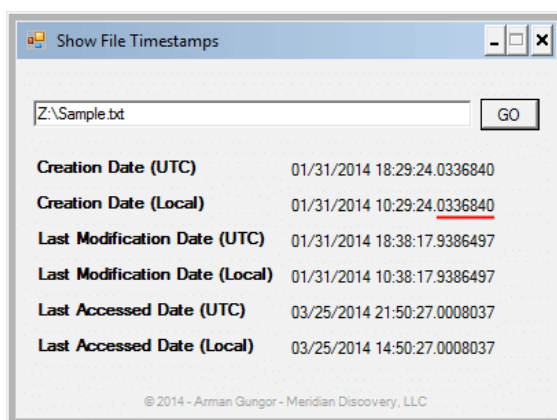 Show File Timestamps
Z:\Sample.txt GO
Creation Date (UTC) 01/31/2014 18:29:24.0336840
Creation Date (Local) 01/31/2014 10:29:24.0336840
Last Modification Date (UTC) 01/31/2014 18:38:17.9386497
Last Modification Date (Local) 01/31/2014 10:38:17.9386497
Last Accessed Date (UTC) 03/25/2014 21:50:27.0008037
Last Accessed Date (Local) 03/25/2014 14:50:27.0008037
© 2014 - Arman Gungor - Meridian Discovery, LLC